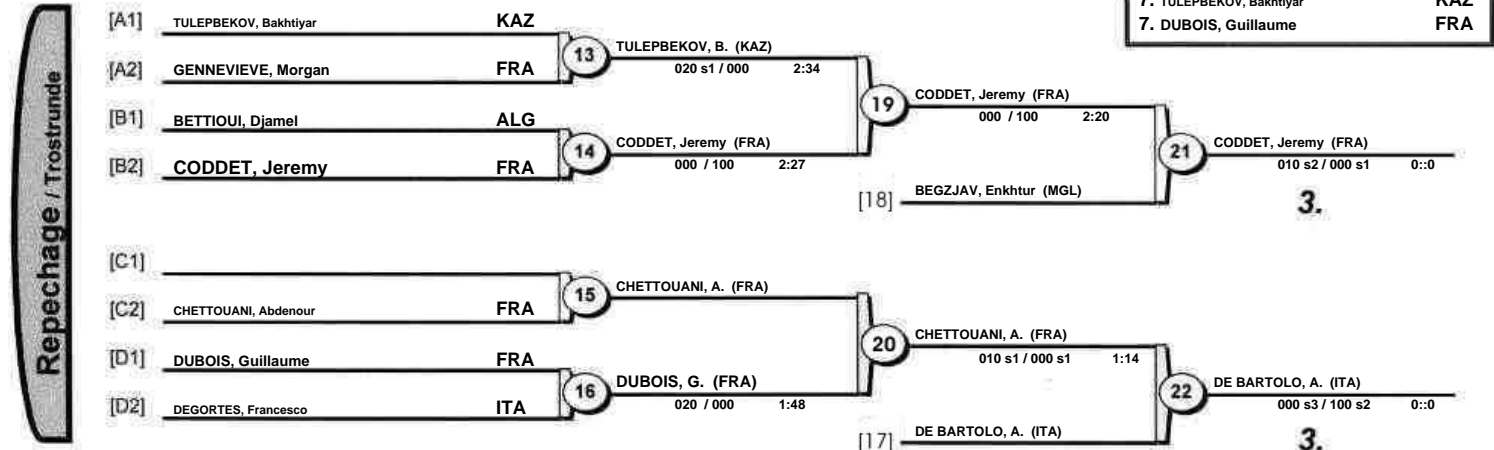 7. TULEPBEKOV, Bakhtiyar KAZ
7. DUBOIS, Guillaume FRA
Repechage / Trostrunde
[A1] TULEPBEKOV, Bakhtiyar KAZ
13 TULEPBEKOV, B. (KAZ)
020 s1 / 000 2:34
[A2] GENNEVIEVE, Morgan FRA
19 CODDET, Jeremy (FRA)
000 / 100 2:20
[B1] BETTIOUI, Djamel ALG
14 CODDET, Jeremy (FRA)
000 / 100 2:27
[B2] CODDET, Jeremy FRA
21 CODDET, Jeremy (FRA)
010 s2 / 000 s1 0::0
[18] BEGZJAV, Enkhtur (MGL)
3.
[C1]
15 CHETTOUANI, A. (FRA)
[C2] CHETTOUANI, Abdenour FRA
20 CHETTOUANI, A. (FRA)
010 s1 / 000 s1 1:14
[D1] DUBOIS, Guillaume FRA
16 DUBOIS, G. (FRA)
020 / 000 1:48
[D2] DEGORTES, Francesco ITA
22 DE BARTOLO, A. (ITA)
000 s3 / 100 s2 0::0
[17] DE BARTOLO, A. (ITA)
3.